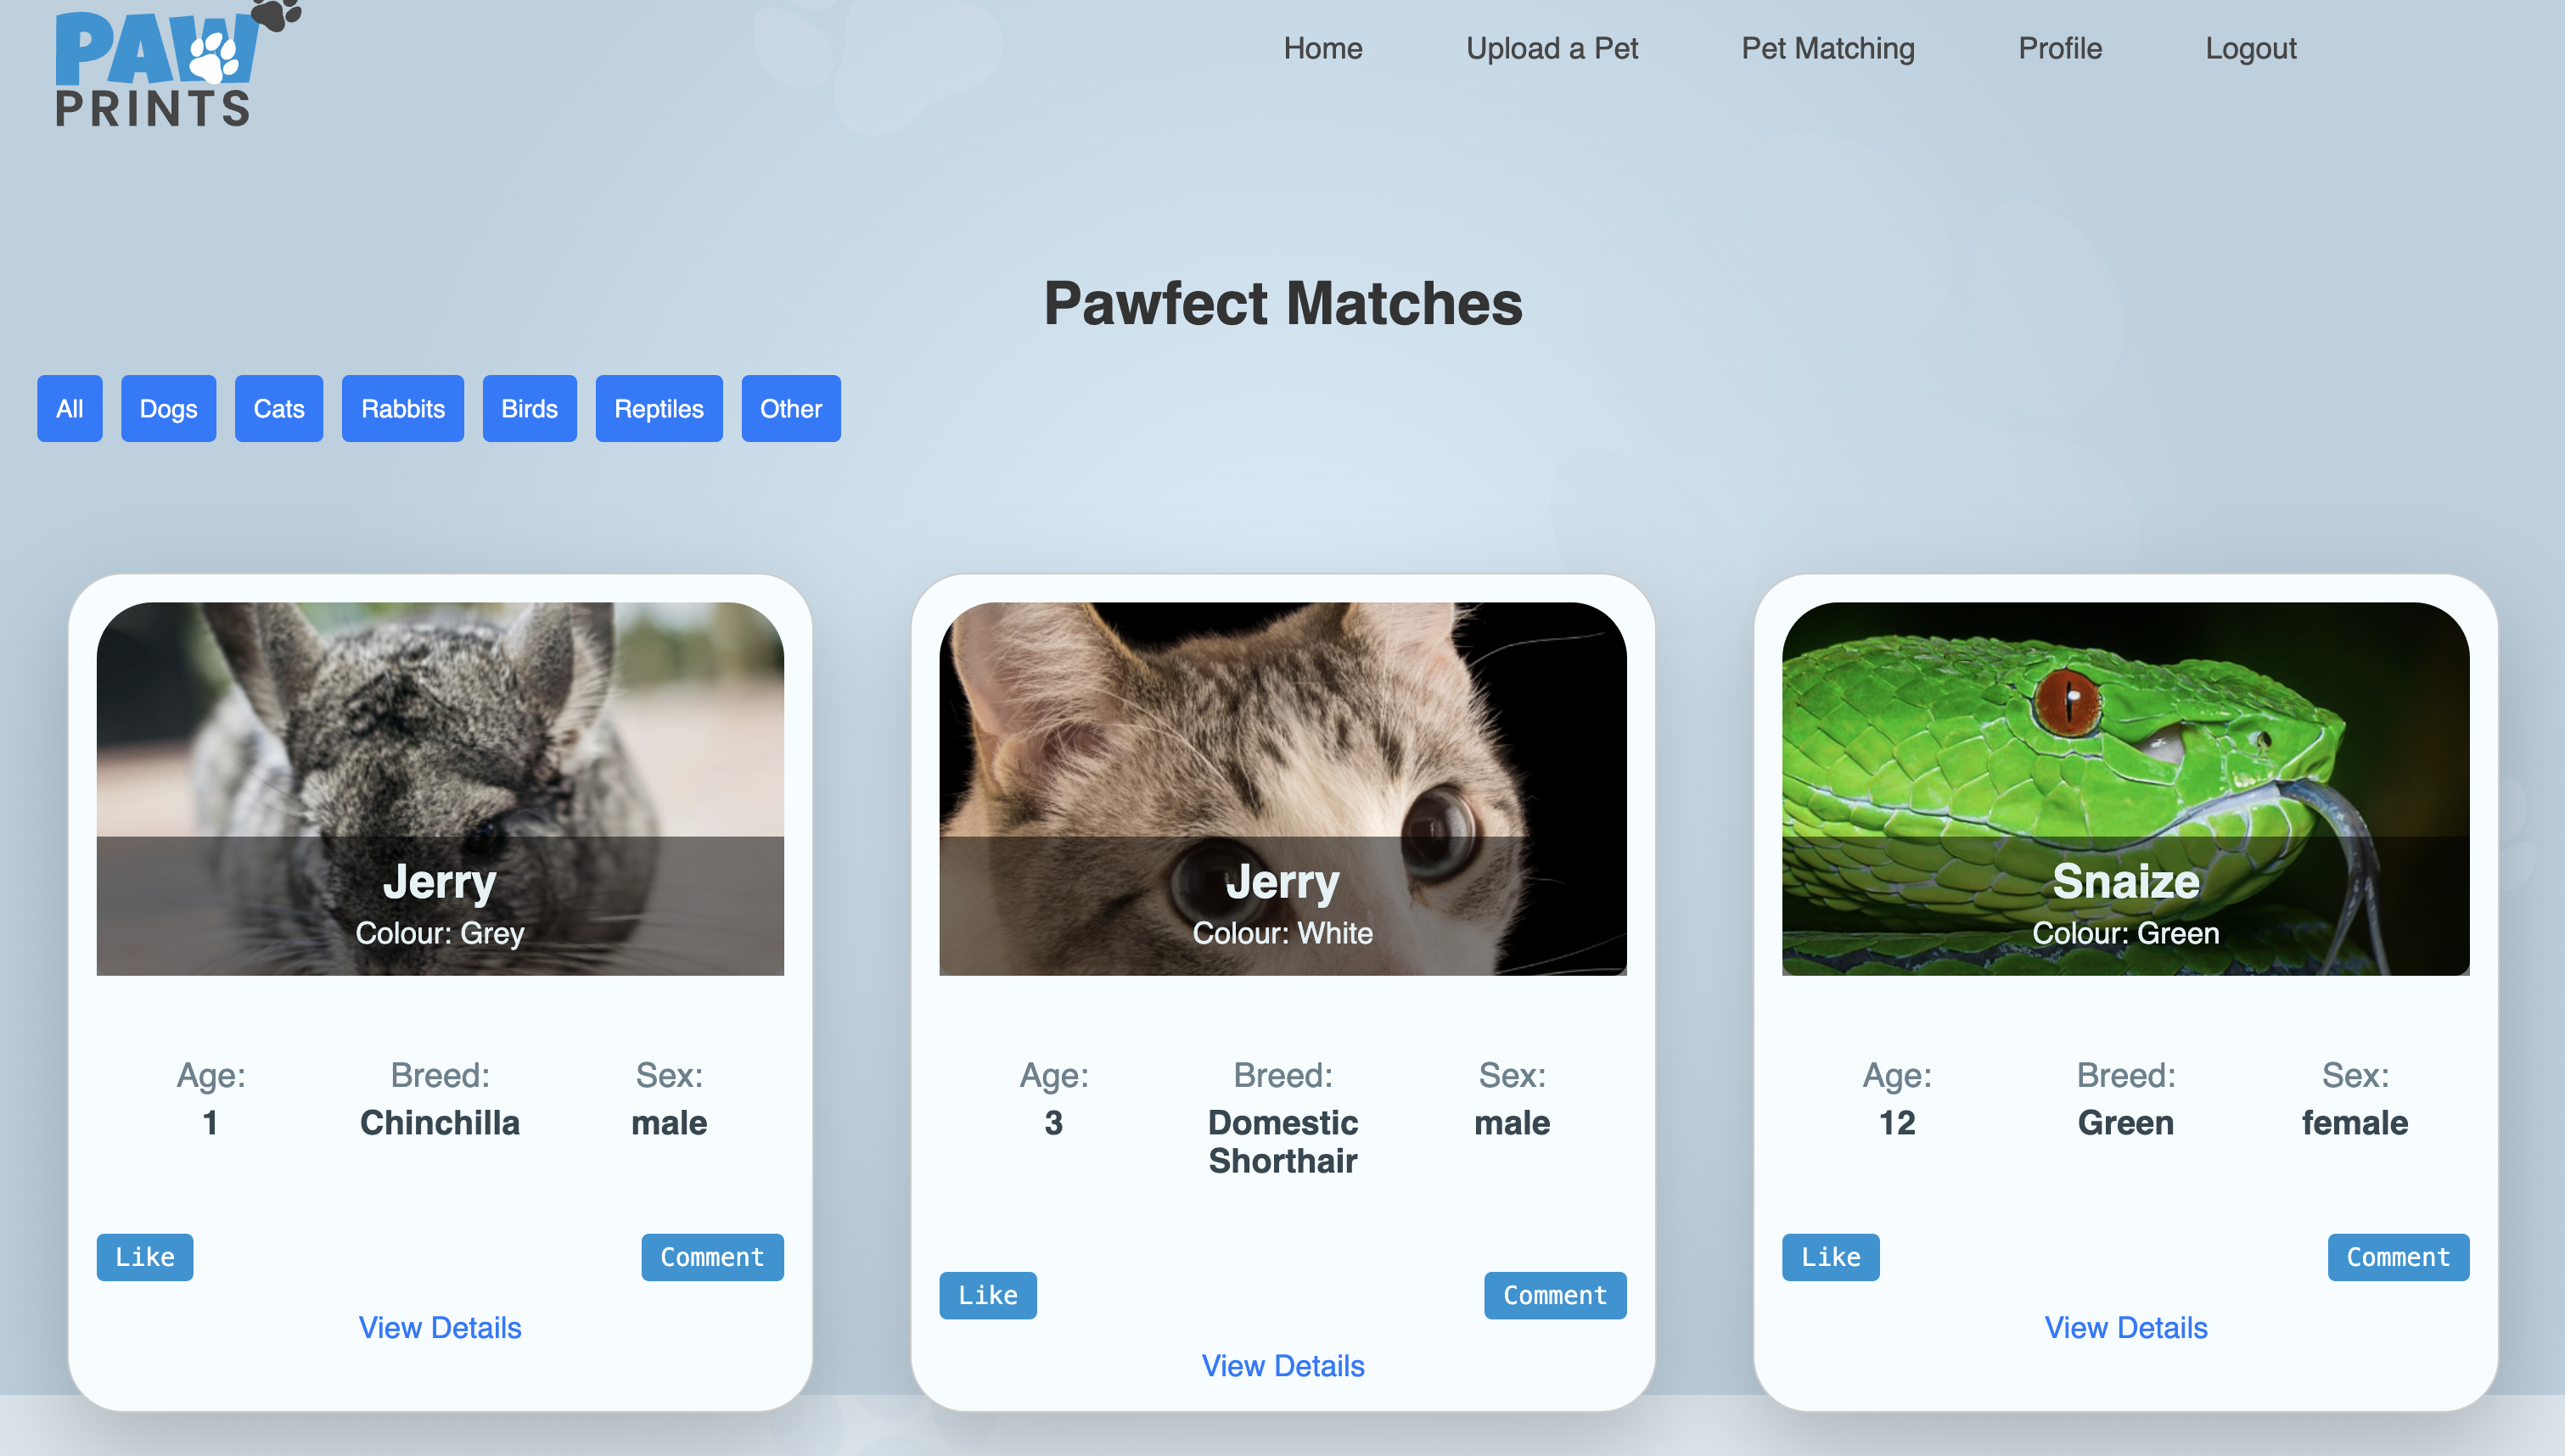 PAW
PRINTS
Home Upload a Pet Pet Matching Profile Logout
Pawfect Matches
All Dogs Cats Rabbits Birds Reptiles Other
Jerry
Colour: Grey
Age: Breed: Sex:
1 Chinchilla male
Like Comment
View Details
Jerry
Colour: White
Age: Breed: Sex:
3 Domestic male
Shorthair
Like Comment
View Details
Snaize
Colour: Green
Age: Breed: Sex:
12 Green female
Like Comment
View Details